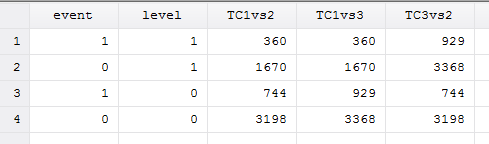 event level TC1vs2 TC1vs3 TC3vs2
1 1 1 360 360 929
2 0 1 1670 1670 3368
3 1 0 744 929 744
4 0 0 3198 3368 3198